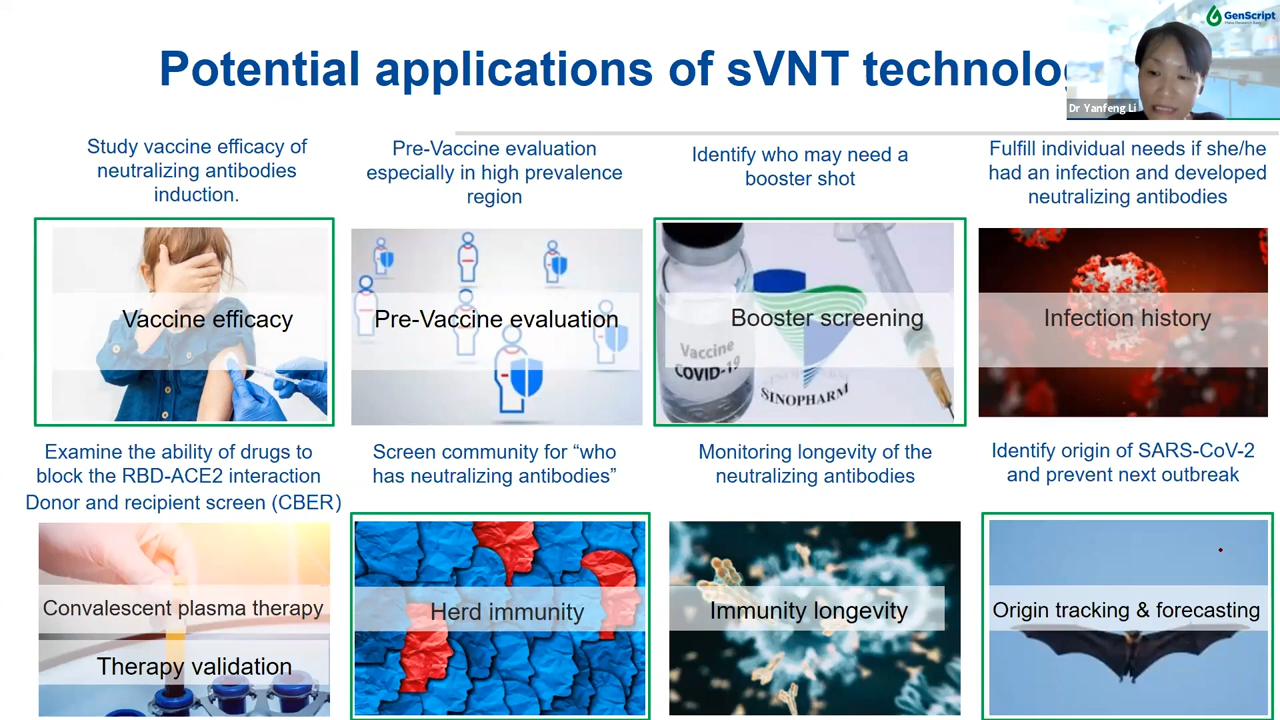 GenScript
Make Research Easy
Potential applications of sVNT technolo
Dr Yanfeng Li
Study vaccine efficacy of
neutralizing antibodies
induction.
Pre-Vaccine evaluation
especially in high prevalence
region
Identify who may need a
booster shot
Fulfill individual needs if she/he
had an infection and developed
neutralizing antibodies
Vaccine efficacy
Pre-Vaccine evaluation
Booster screening
Vaccine
COVID-19
SINOPHARM
Infection history
Examine the ability of drugs to
block the RBD-ACE2 interaction
Donor and recipient screen (CBER)
Screen community for “who
has neutralizing antibodies”
Monitoring longevity of the
neutralizing antibodies
Identify origin of SARS-CoV-2
and prevent next outbreak
Convalescent plasma therapy
Therapy validation
Herd immunity
Immunity longevity
Origin tracking & forecasting